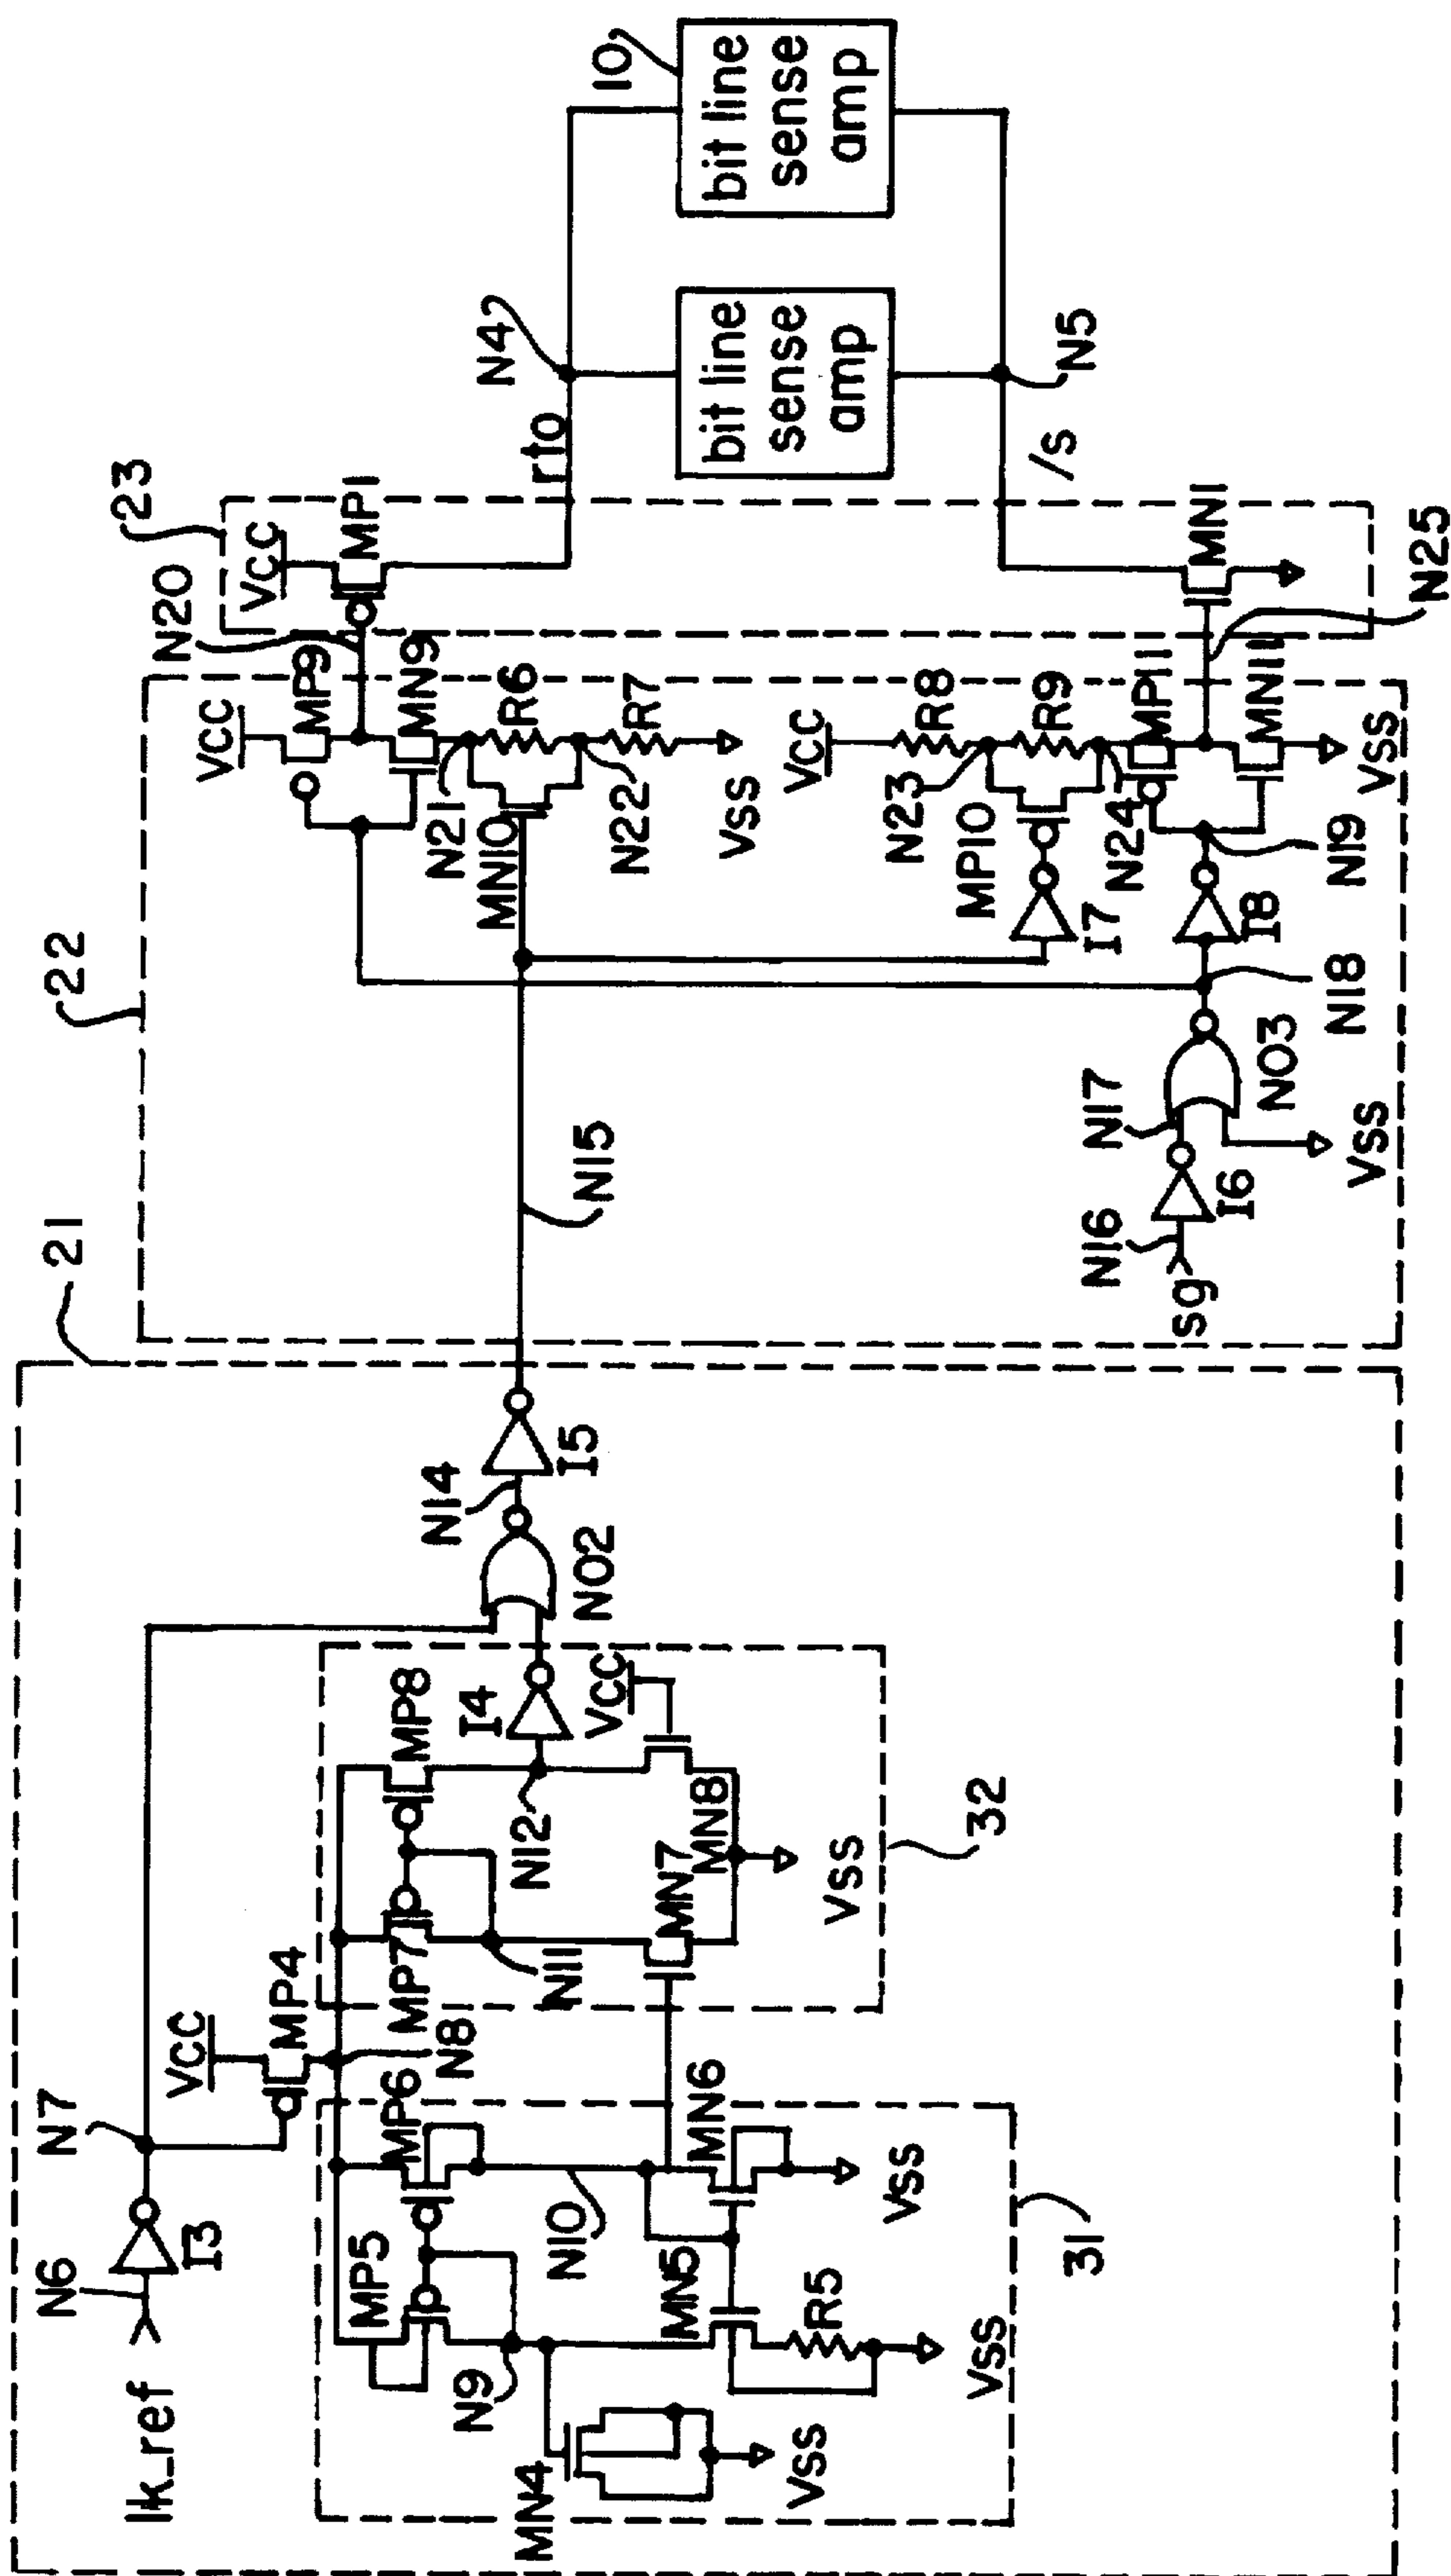 lk_ref
N6
I3
N7
VCC
MP4
N8
21
31
32
MP5
MP6
N9
N10
MN4
VSS
MN5
R5
VSS
MN6
VSS
MP7
MP8
N11
N12
I4
VCC
MN7
MN8
VSS
NO2
N14
I5
N15
22
sg
N16
I6
N17
NO3
VSS
N18
I8
N19
I7
MP10
VCC
MP9
MN9
N20
N21
MN10
R6
N22
R7
VSS
VCC
R8
N23
R9
N24
MP11
MN11
VSS
N25
23
VCC
MP1
rto
MN1
/s
N4
N5
bit line
sense
amp
bit line
sense
amp
10